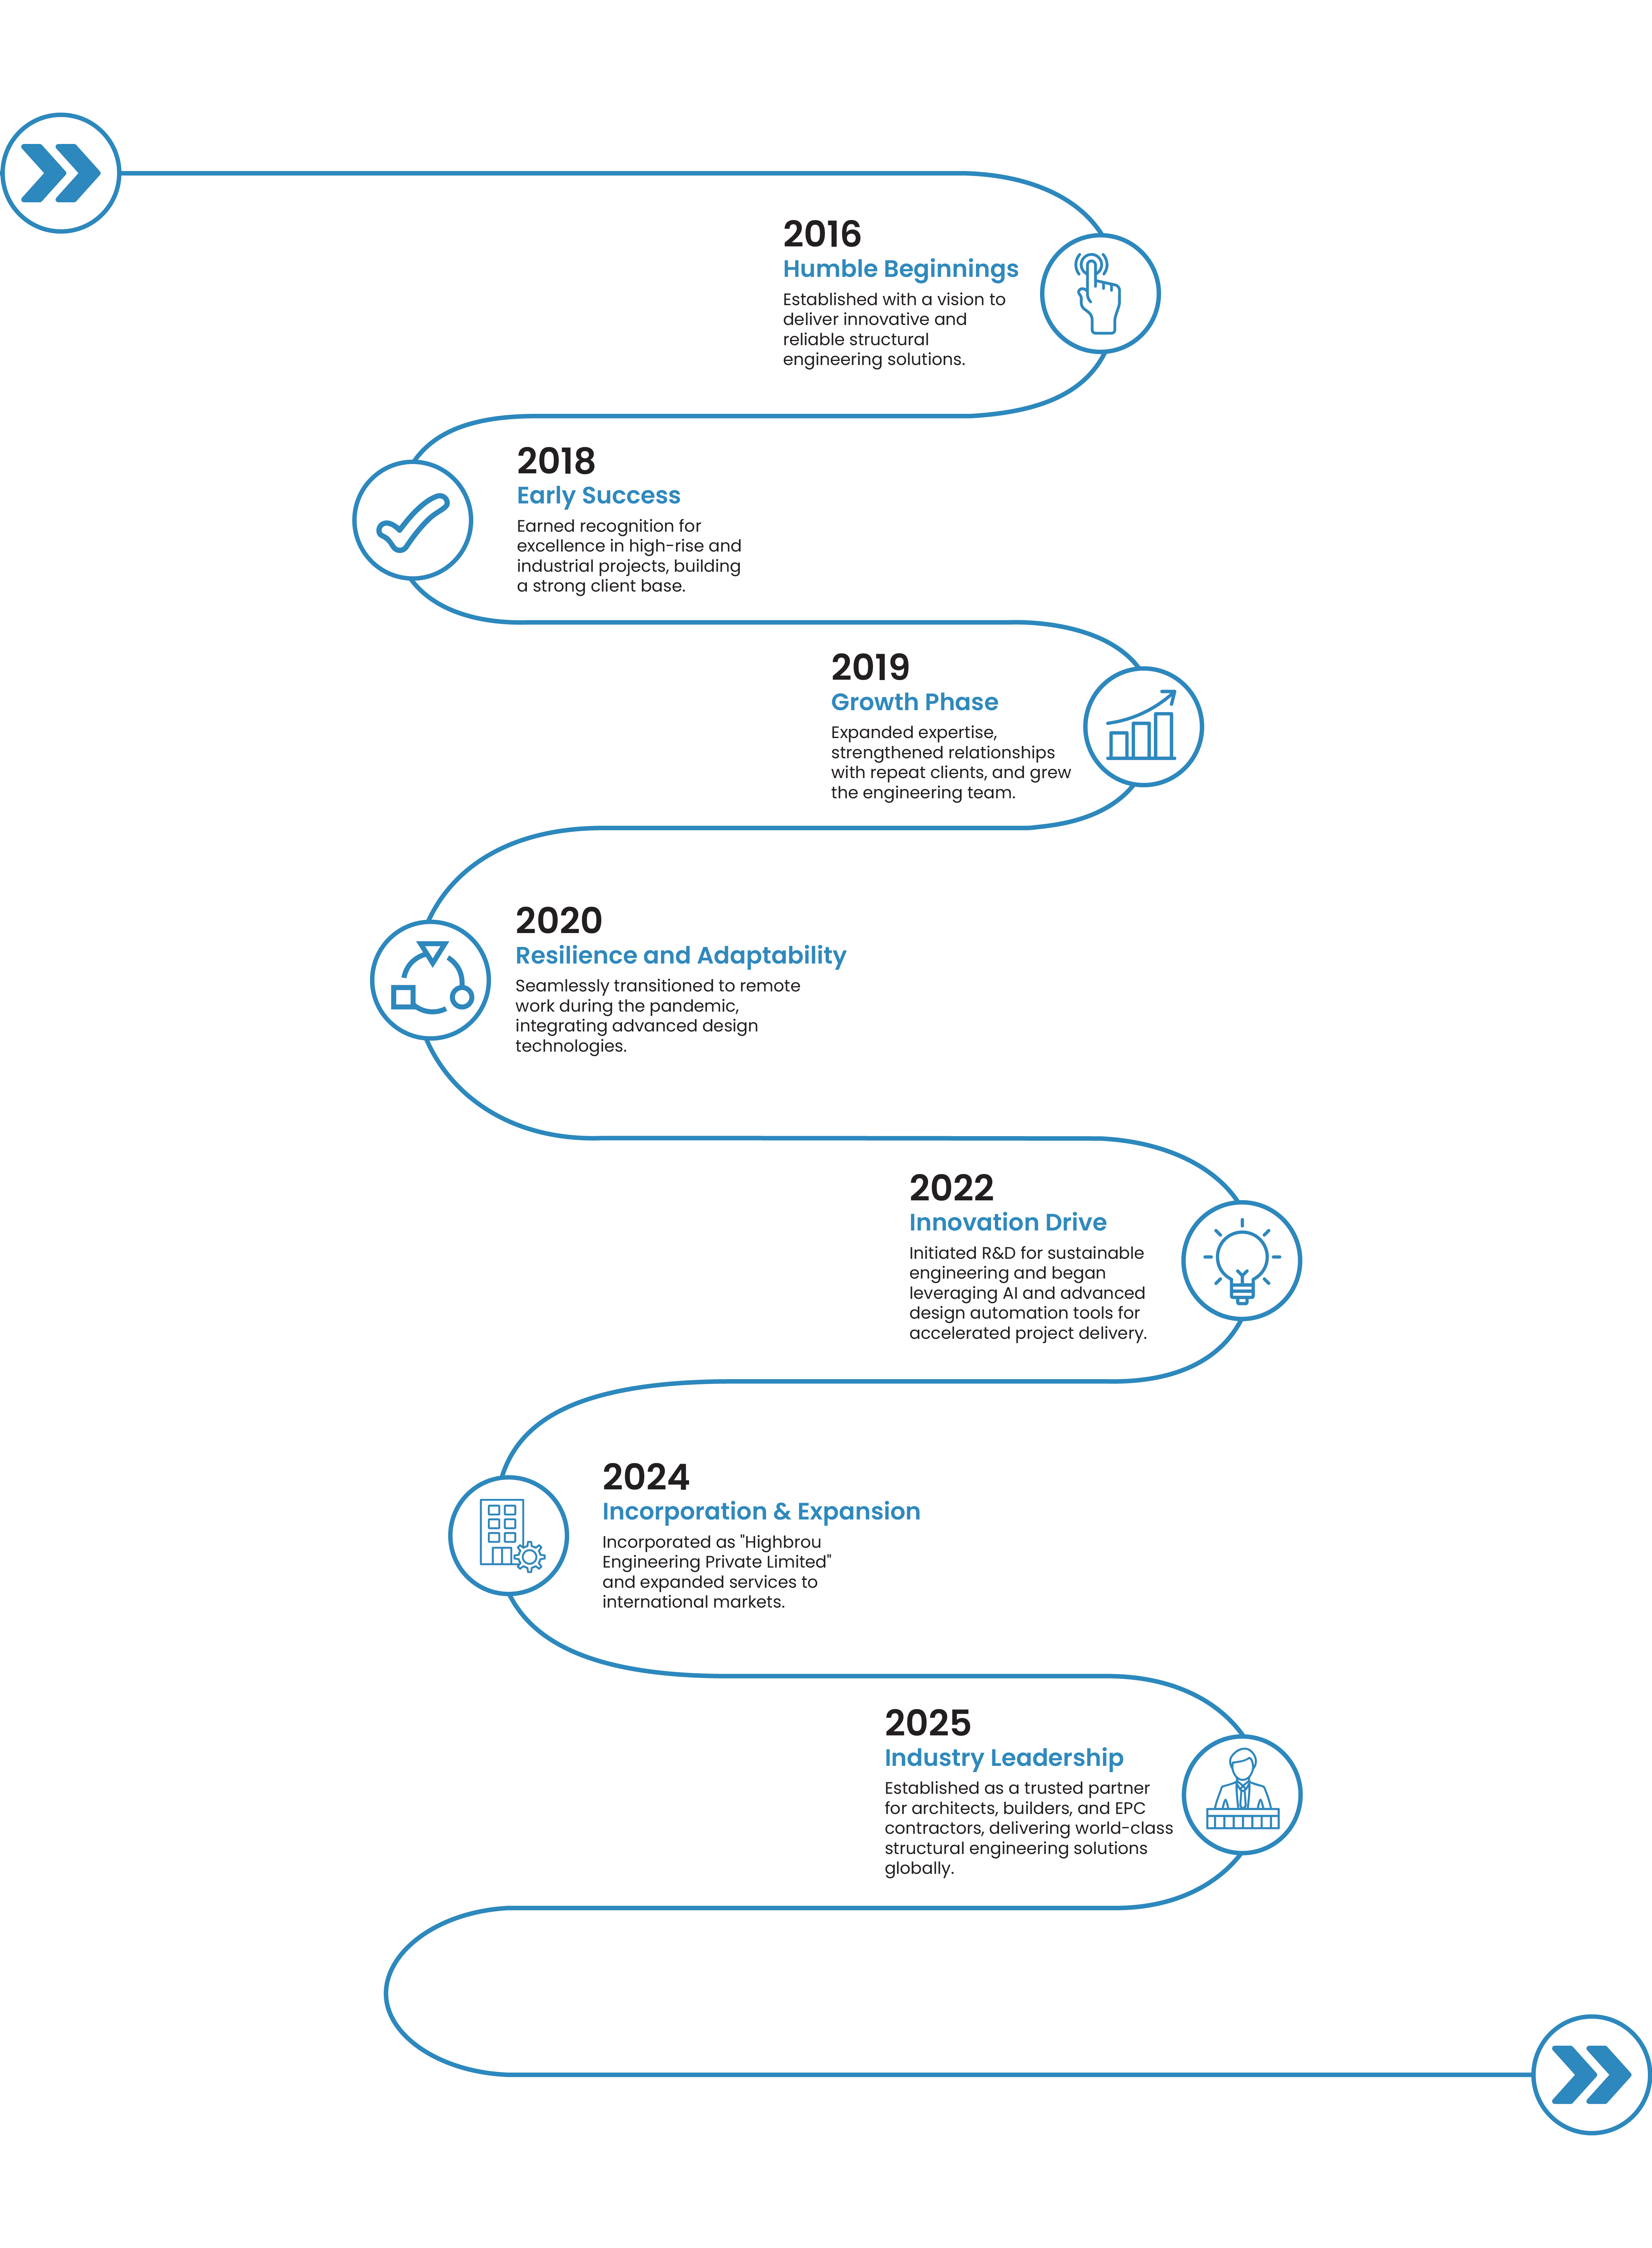 2016
Humble Beginnings
Established with a vision to
deliver innovative and
reliable structural
engineering solutions.
2018
Early Success
Earned recognition for
excellence in high-rise and
industrial projects, building
a strong client base.
2019
Growth Phase
Expanded expertise,
strengthened relationships
with repeat clients, and grew
the engineering team.
2020
Resilience and Adaptability
Seamlessly transitioned to remote
work during the pandemic,
integrating advanced design
technologies.
2022
Innovation Drive
Initiated R&D for sustainable
engineering and began
leveraging AI and advanced
design automation tools for
accelerated project delivery.
2024
Incorporation & Expansion
Incorporated as "Highbrou
Engineering Private Limited"
and expanded services to
international markets.
2025
Industry Leadership
Established as a trusted partner
for architects, builders, and EPC
contractors, delivering world-class
structural engineering solutions
globally.